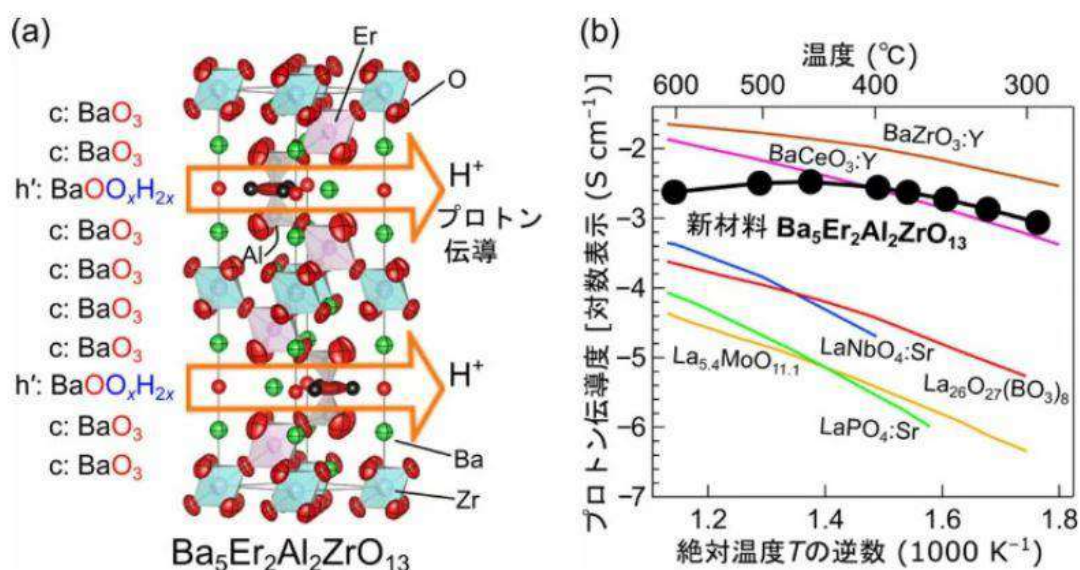 (a)
Er
O
c: BaO₃
c: BaO₃
h′: BaOOₓH₂ₓ
H⁺
プロトン
伝導
c: BaO₃
Al
c: BaO₃
c: BaO₃
c: BaO₃
h′: BaOOₓH₂ₓ
H⁺
c: BaO₃
c: BaO₃
Ba
Zr
Ba₅Er₂Al₂ZrO₁₃
(b)
温度 (℃)
600 500 400 300
プロトン伝導度 [対数表示 (S cm⁻¹)]
−2
−3
−4
−5
−6
−7
BaZrO₃:Y
BaCeO₃:Y
新材料 Ba₅Er₂Al₂ZrO₁₃
LaNbO₄:Sr
La₅.₄MoO₁₁.₁
La₂₆O₂₇(BO₃)₈
LaPO₄:Sr
1.2 1.4 1.6 1.8
絶対温度Tの逆数 (1000 K⁻¹)